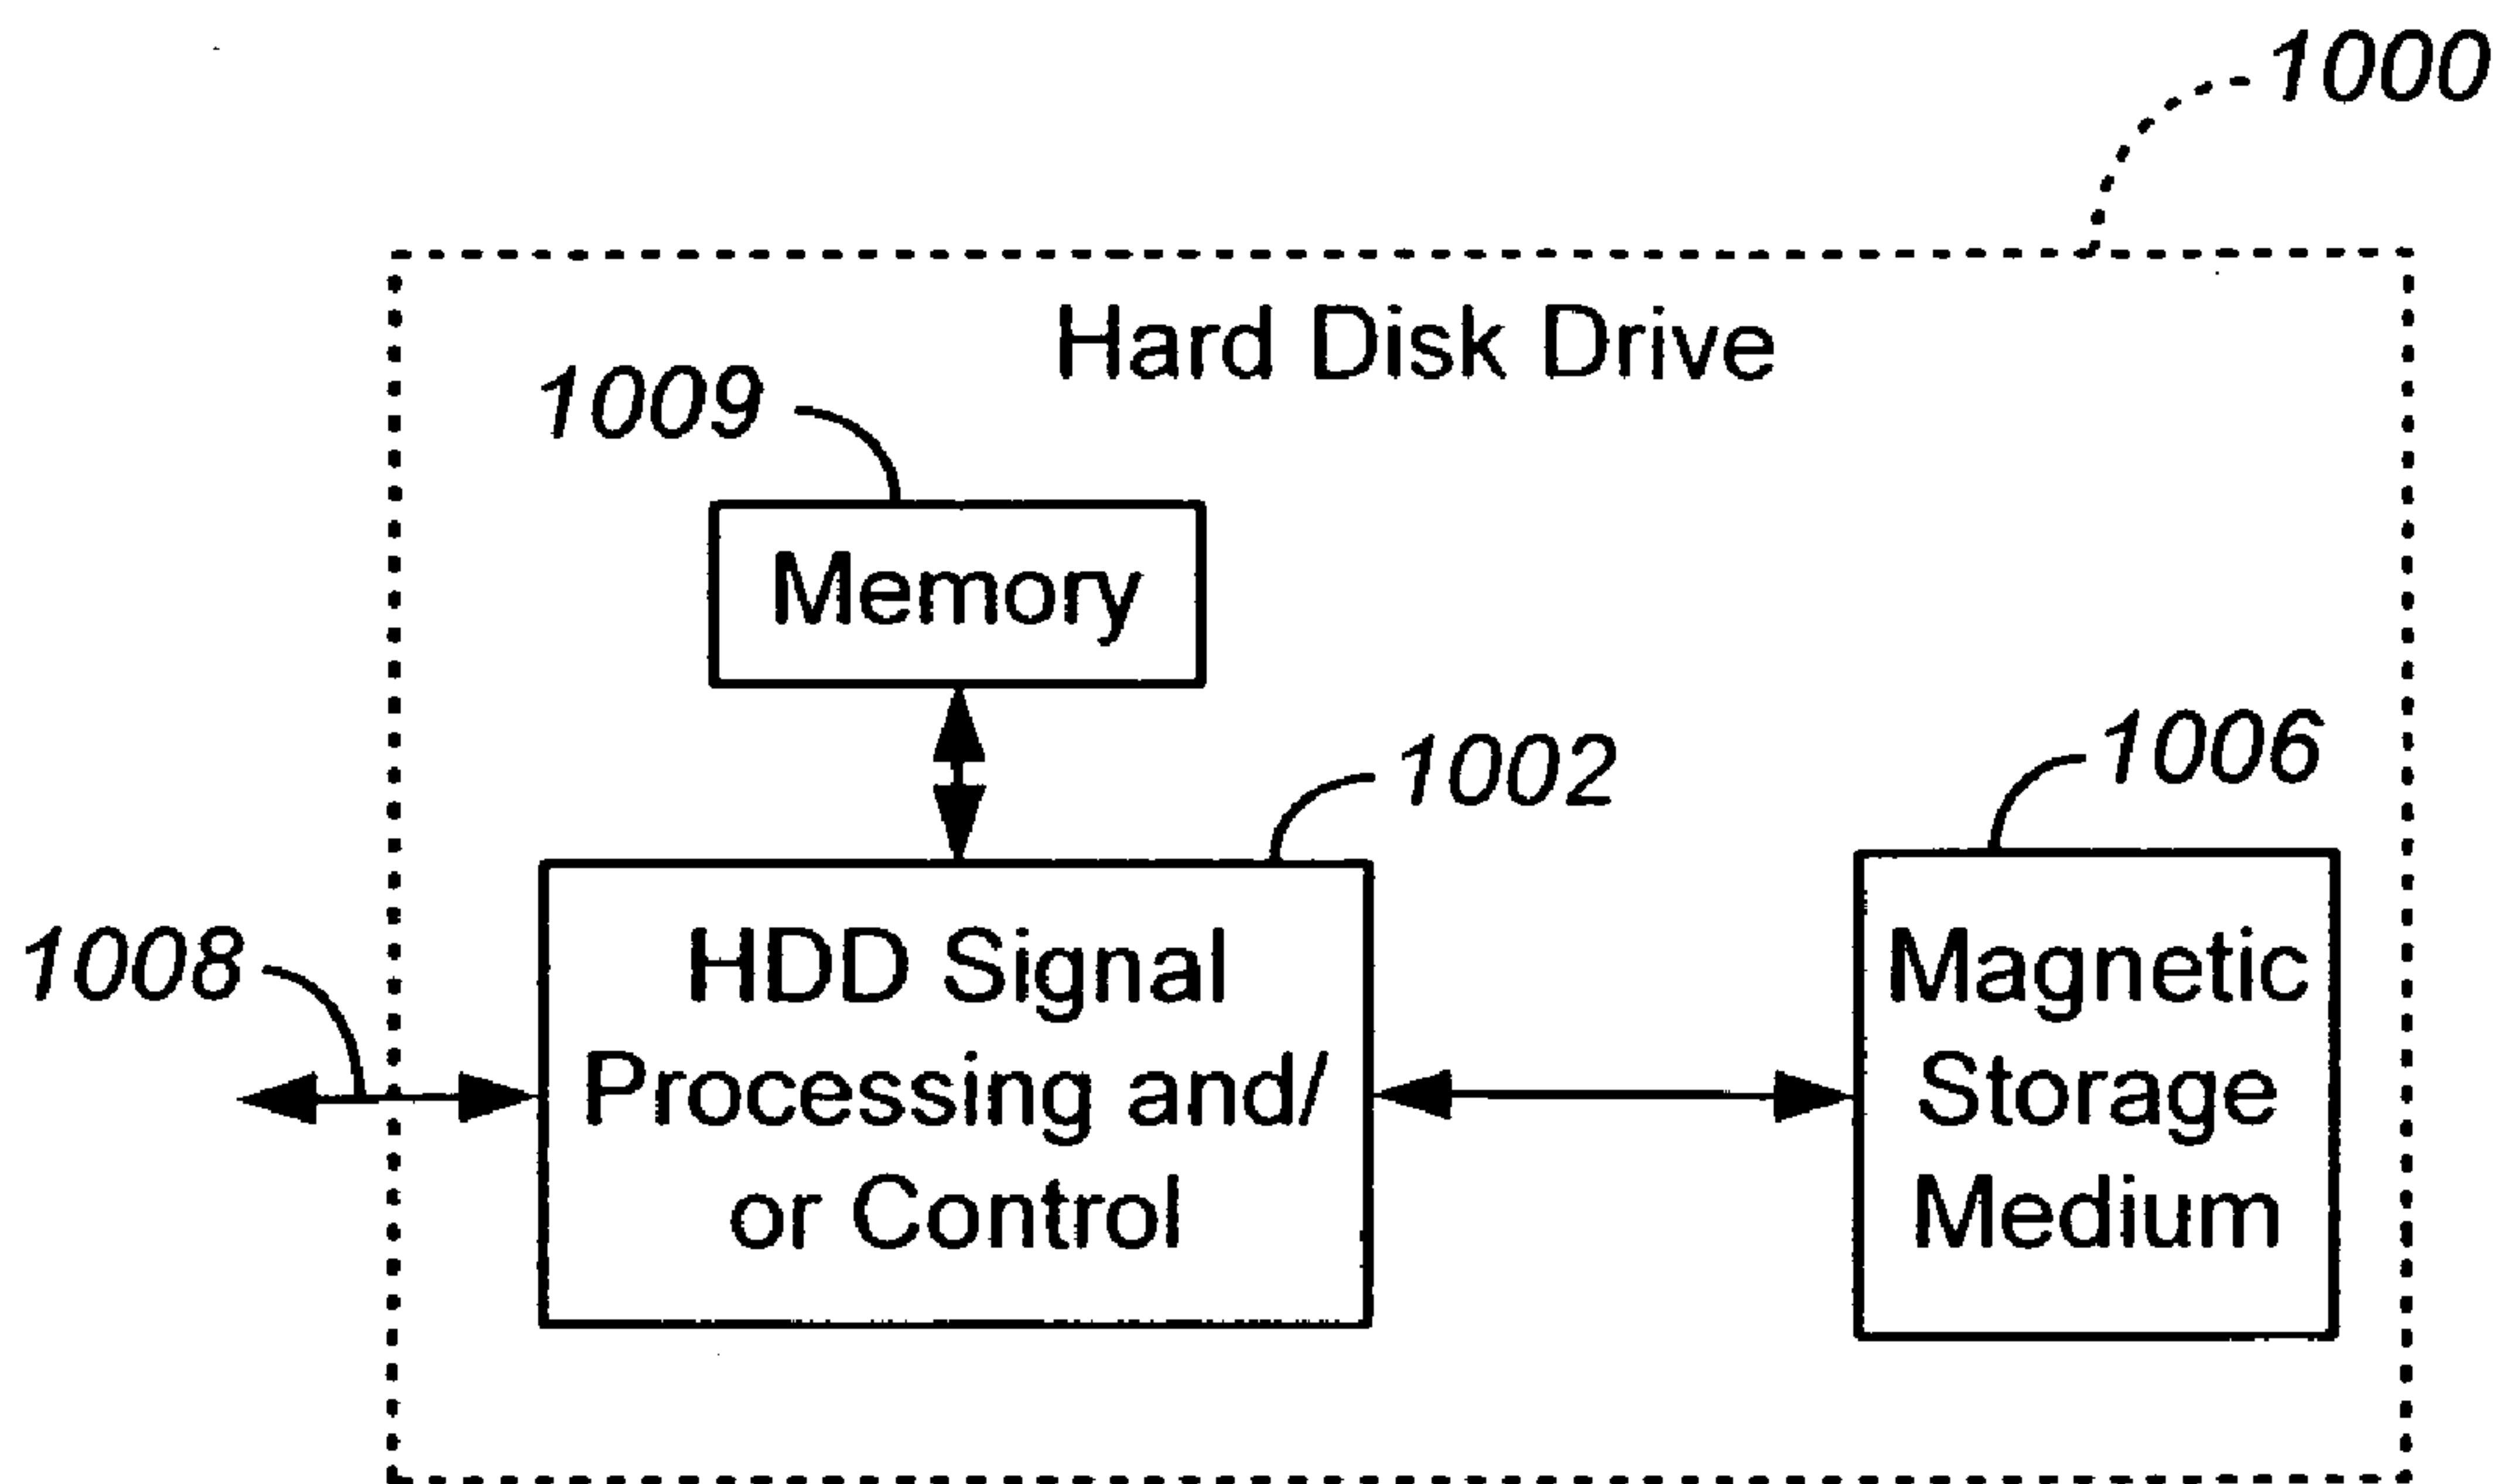 1000
Hard Disk Drive
1009
Memory
1002
1006
1008
HDD Signal
Processing and/
or Control
Magnetic
Storage
Medium